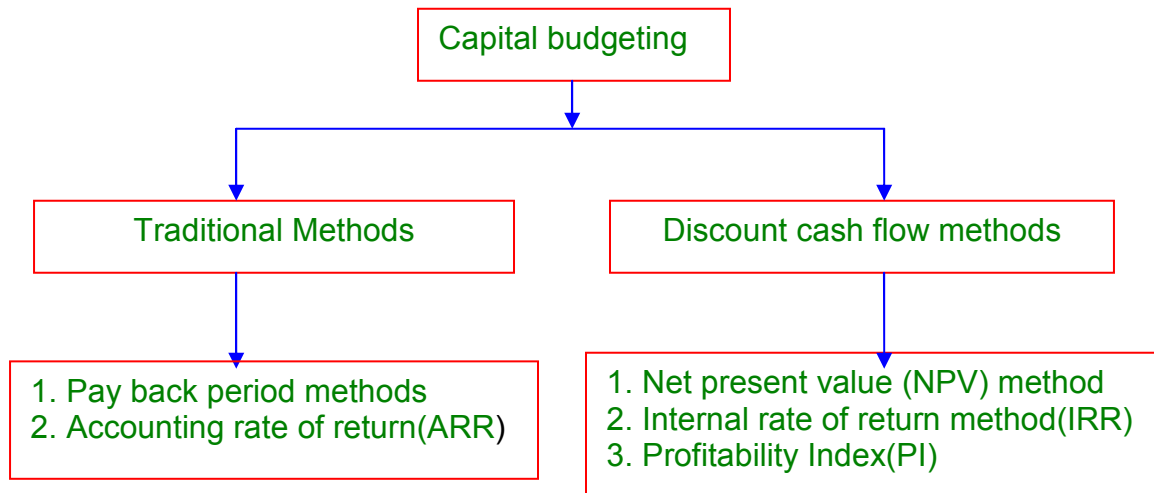 Capital budgeting
Traditional Methods
Discount cash flow methods
1. Pay back period methods
2. Accounting rate of return(ARR)
1. Net present value (NPV) method
2. Internal rate of return method(IRR)
3. Profitability Index(PI)